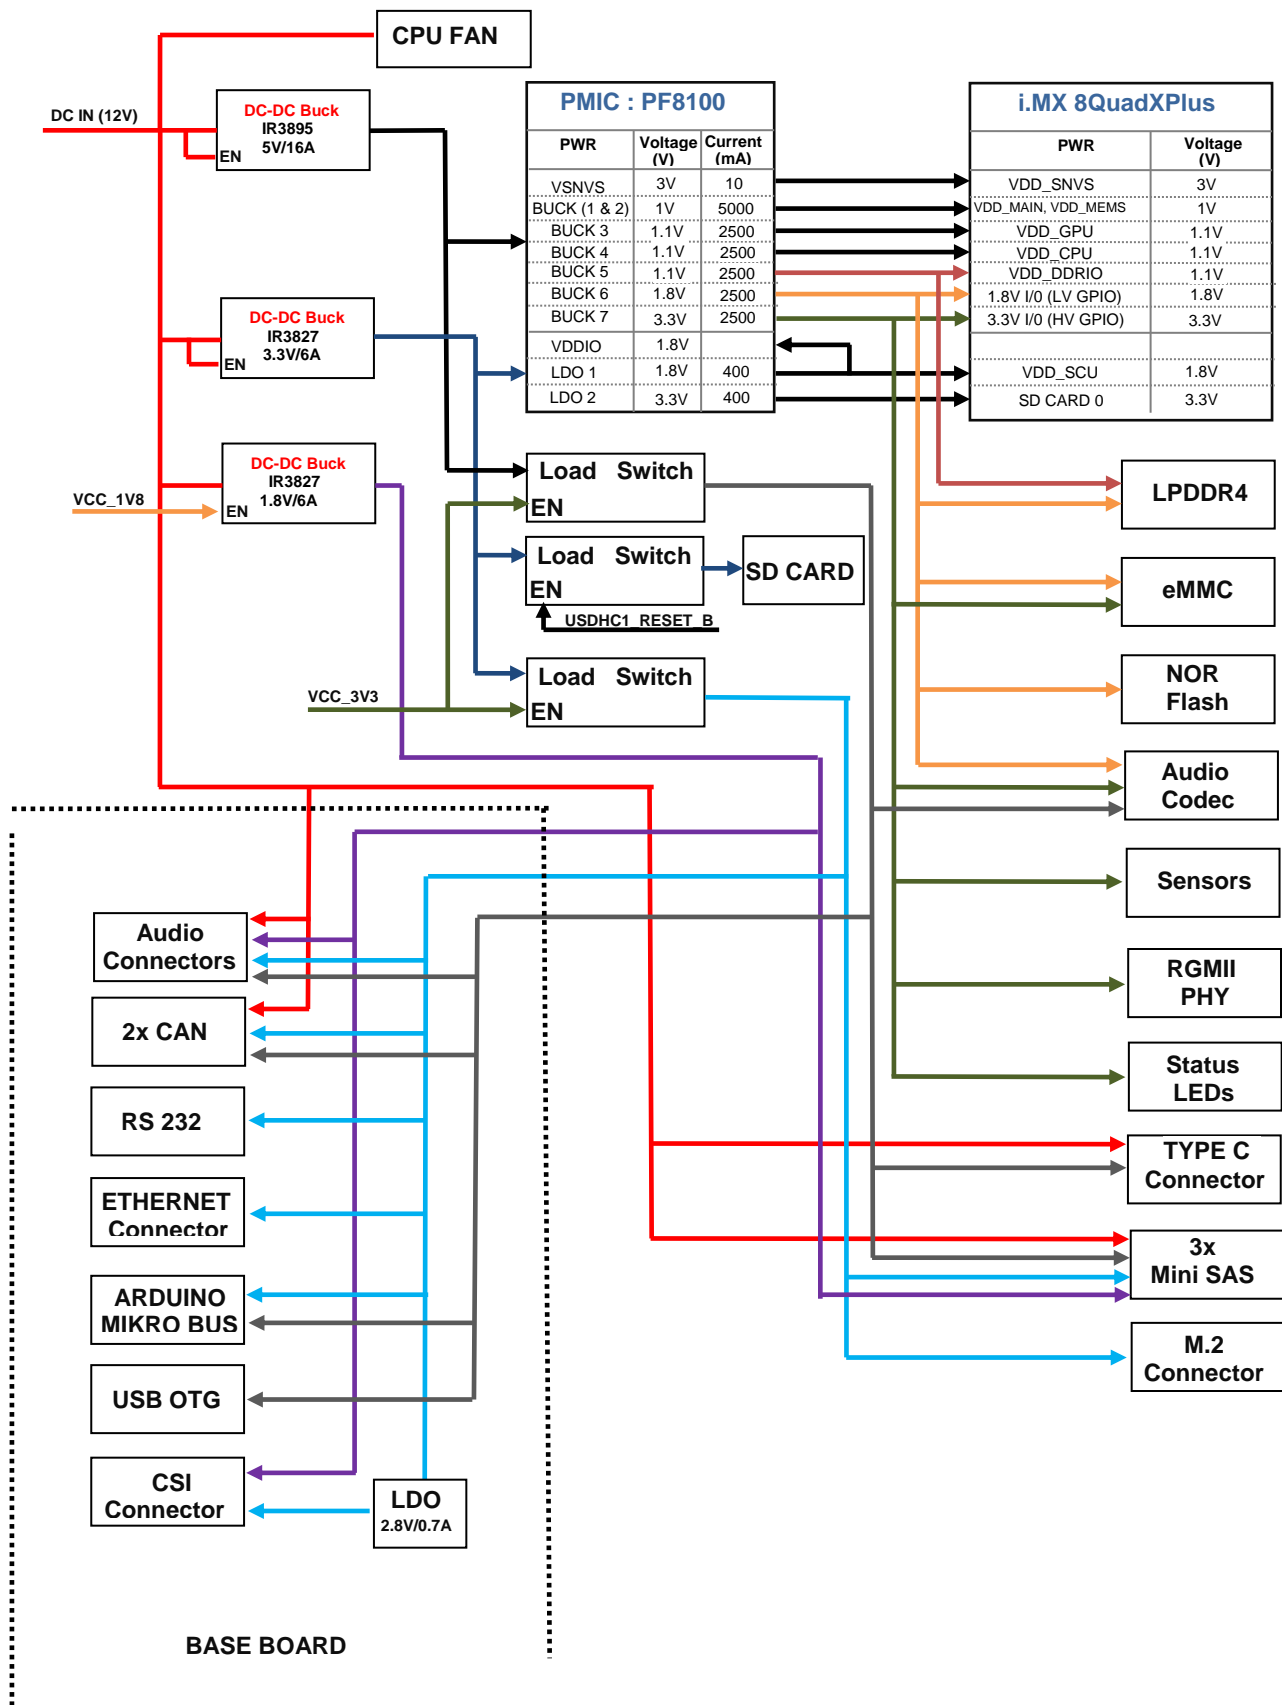 CPU FAN
DC IN (12V)
DC-DC Buck
IR3895
5V/16A
EN
PMIC : PF8100
PWR Voltage (V) Current (mA)
VSNVS 3V 10
BUCK (1 & 2) 1V 5000
BUCK 3 1.1V 2500
BUCK 4 1.1V 2500
BUCK 5 1.1V 2500
BUCK 6 1.8V 2500
BUCK 7 3.3V 2500
VDDIO 1.8V
LDO 1 1.8V 400
LDO 2 3.3V 400
i.MX 8QuadXPlus
PWR Voltage (V)
VDD_SNVS 3V
VDD_MAIN, VDD_MEMS 1V
VDD_GPU 1.1V
VDD_CPU 1.1V
VDD_DDRIO 1.1V
1.8V I/0 (LV GPIO) 1.8V
3.3V I/0 (HV GPIO) 3.3V
VDD_SCU 1.8V
SD CARD 0 3.3V
DC-DC Buck
IR3827
3.3V/6A
EN
DC-DC Buck
IR3827
1.8V/6A
EN
VCC_1V8
Load Switch
EN
Load Switch
EN
SD CARD
USDHC1_RESET_B
Load Switch
EN
VCC_3V3
LPDDR4
eMMC
NOR
Flash
Audio
Codec
Sensors
RGMII
PHY
Status
LEDs
TYPE C
Connector
3x
Mini SAS
M.2
Connector
Audio
Connectors
2x CAN
RS 232
ETHERNET
Connector
ARDUINO
MIKRO BUS
USB OTG
CSI
Connector
LDO
2.8V/0.7A
BASE BOARD